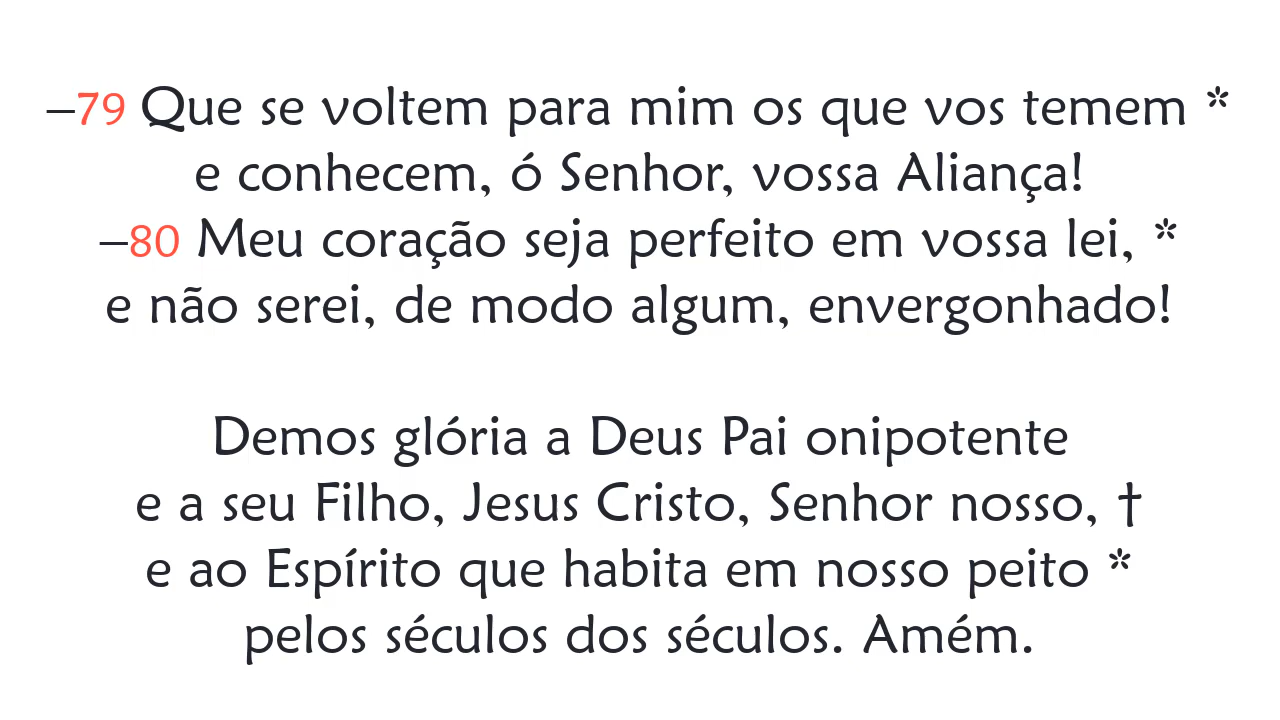 –79 Que se voltem para mim os que vos temem *
e conhecem, ó Senhor, vossa Aliança!
–80 Meu coração seja perfeito em vossa lei, *
e não serei, de modo algum, envergonhado!
Demos glória a Deus Pai onipotente
e a seu Filho, Jesus Cristo, Senhor nosso, †
e ao Espírito que habita em nosso peito *
pelos séculos dos séculos. Amém.